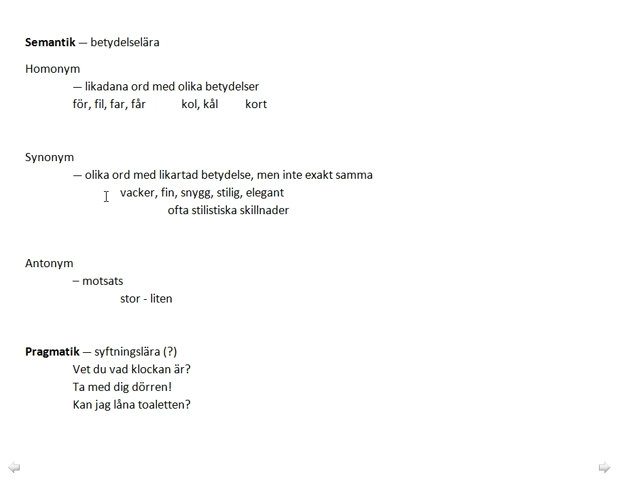 Semantik — betydelselära
Homonym
— likadana ord med olika betydelser
för, fil, far, får kol, kål kort
Synonym
— olika ord med likartad betydelse, men inte exakt samma
vacker, fin, snygg, stilig, elegant
ofta stilistiska skillnader
Antonym
– motsats
stor - liten
Pragmatik — syftningslära (?)
Vet du vad klockan är?
Ta med dig dörren!
Kan jag låna toaletten?